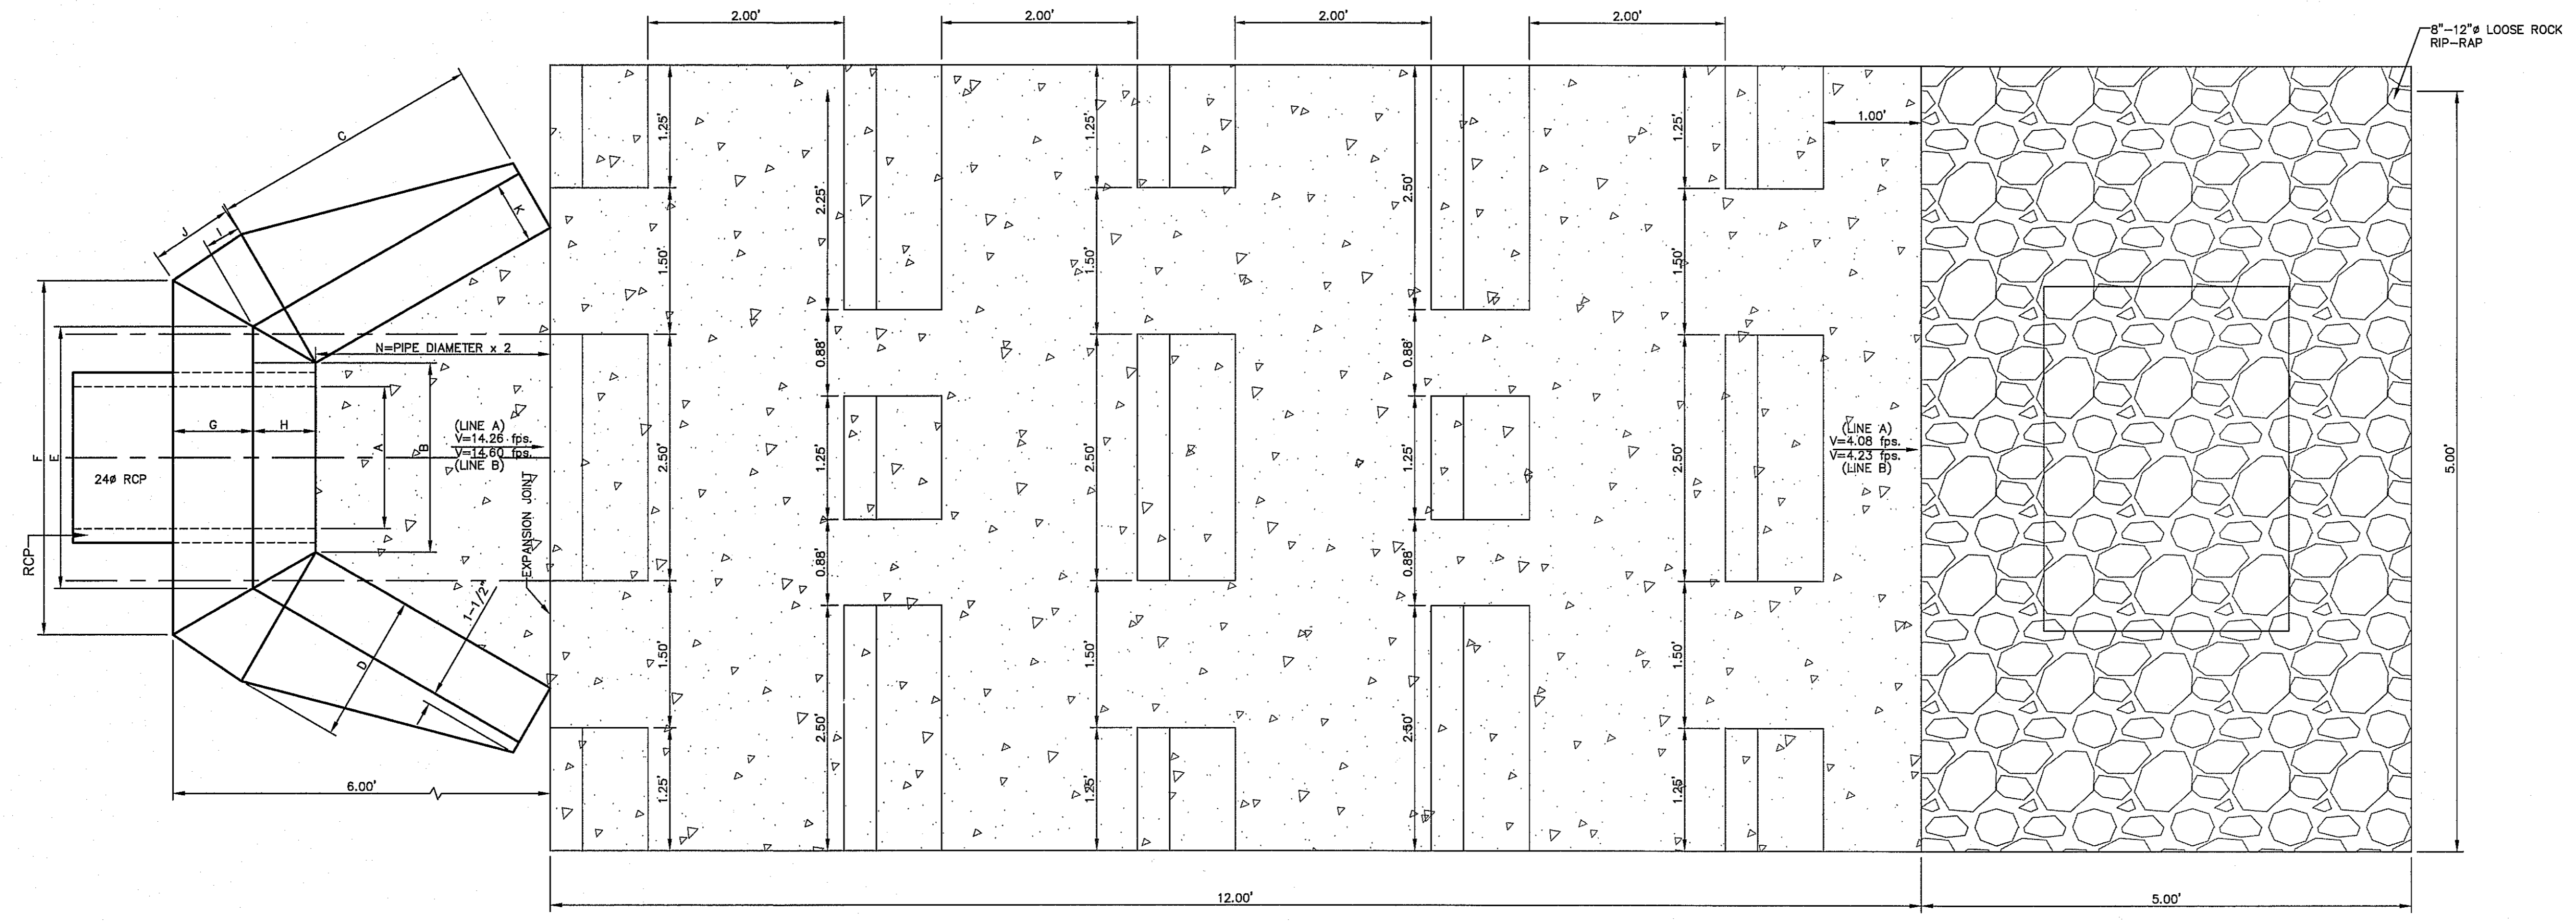 2.00'
2.00'
2.00'
2.00'
8"-12"ø LOOSE ROCK
RIP-RAP
C
1.25'
1.25'
2.50'
1.25'
1.00'
2.25'
K
J
I
1.50'
1.50'
1.50'
N=PIPE DIAMETER x 2
0.88'
0.88'
G
H
A
B
F
E
(LINE A)
V=14.26 fps.
V=14.60 fps.
(LINE B)
2.50'
1.25'
2.50'
1.25'
2.50'
(LINE A)
V=4.08 fps.
V=4.23 fps.
(LINE B)
5.00'
24ø RCP
RCP
EXPANSION JOINT
0.88'
0.88'
1-1/2"
D
1.50'
1.50'
1.50'
2.50'
2.50'
1.25'
1.25'
1.25'
6.00'
12.00'
5.00'